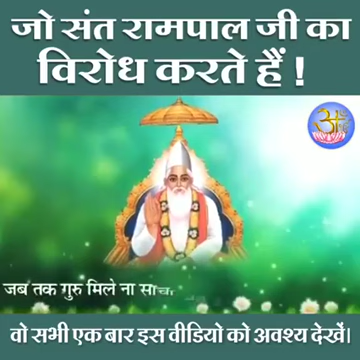 जो संत रामपाल जी का
विरोध करते हैं !
जब तक गुरु मिले ना साचा
वो सभी एक बार इस वीडियो को अवश्य देखें।